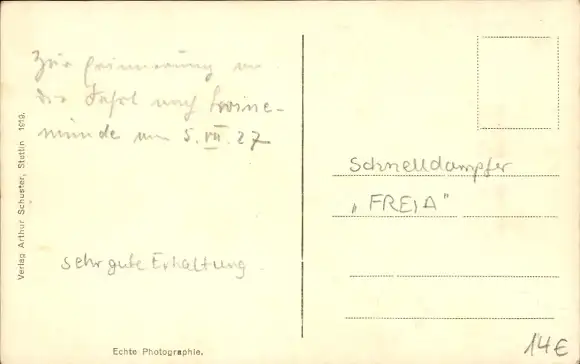 Zur Erinnerung an
die Fahrt nach Swine-
münde am 5. VII. 27
sehr gute Erhaltung
Verlag Arthur Schuster, Stettin 1919.
Echte Photographie.
Schnelldampfer
„FREIA"
14€